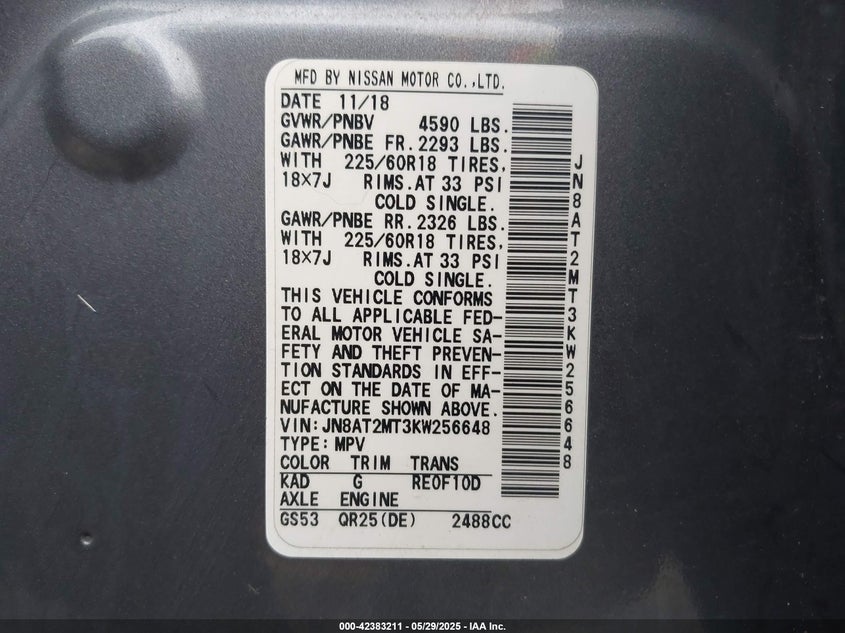 MFD BY NISSAN MOTOR CO.,LTD.
DATE 11/18
GVWR/PNBV 4590 LBS.
GAWR/PNBE FR. 2293 LBS.
WITH 225/60R18 TIRES,
18×7J RIMS.AT 33 PSI
COLD SINGLE.
GAWR/PNBE RR. 2326 LBS.
WITH 225/60R18 TIRES,
18×7J RIMS.AT 33 PSI
COLD SINGLE.
THIS VEHICLE CONFORMS
TO ALL APPLICABLE FED-
ERAL MOTOR VEHICLE SA-
FETY AND THEFT PREVEN-
TION STANDARDS IN EFF-
ECT ON THE DATE OF MA-
NUFACTURE SHOWN ABOVE.
VIN:JN8AT2MT3KW256648
TYPE:MPV
COLOR TRIM TRANS
KAD G RE0F10D
AXLE ENGINE
GS53 QR25(DE) 2488CC
JN8AT2MT3KW256648
000-42383211 - 05/29/2025 - IAA Inc.